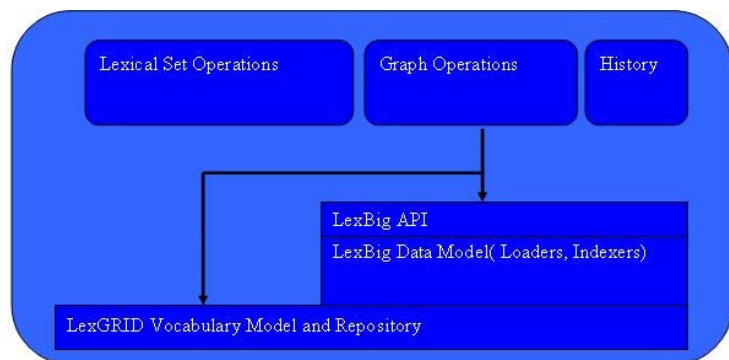 Lexical Set Operations
Graph Operations
History
LexBig API
LexBig Data Model( Loaders, Indexers)
LexGRID Vocabulary Model and Repository